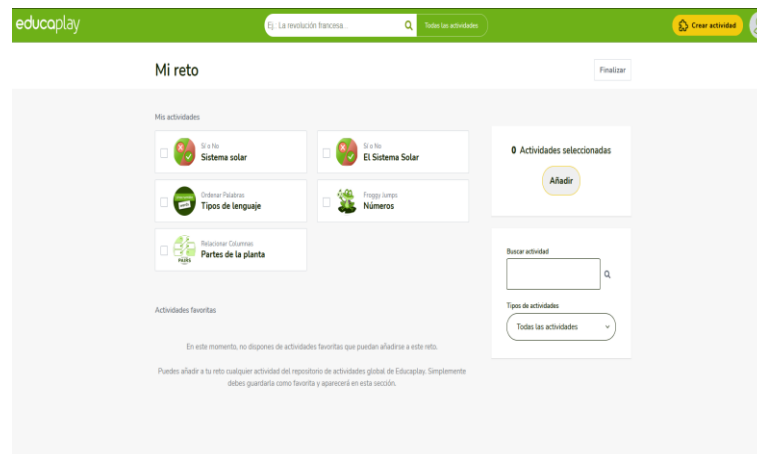 educaplay
Ej.: La revolución francesa...
Todas las actividades
Crear actividad
Mi reto
Finalizar
Mis actividades
Sí o No
Sistema solar
Sí o No
El Sistema Solar
Ordenar Palabras
Tipos de lenguaje
Froggy Jumps
Números
Relacionar Columnas
Partes de la planta
0 Actividades seleccionadas
Añadir
Buscar actividad
Tipos de actividades
Todas las actividades
Actividades favoritas
En este momento, no dispones de actividades favoritas que puedan añadirse a este reto.
Puedes añadir a tu reto cualquier actividad del repositorio de actividades global de Educaplay. Simplemente
debes guardarla como favorita y aparecerá en esta sección.